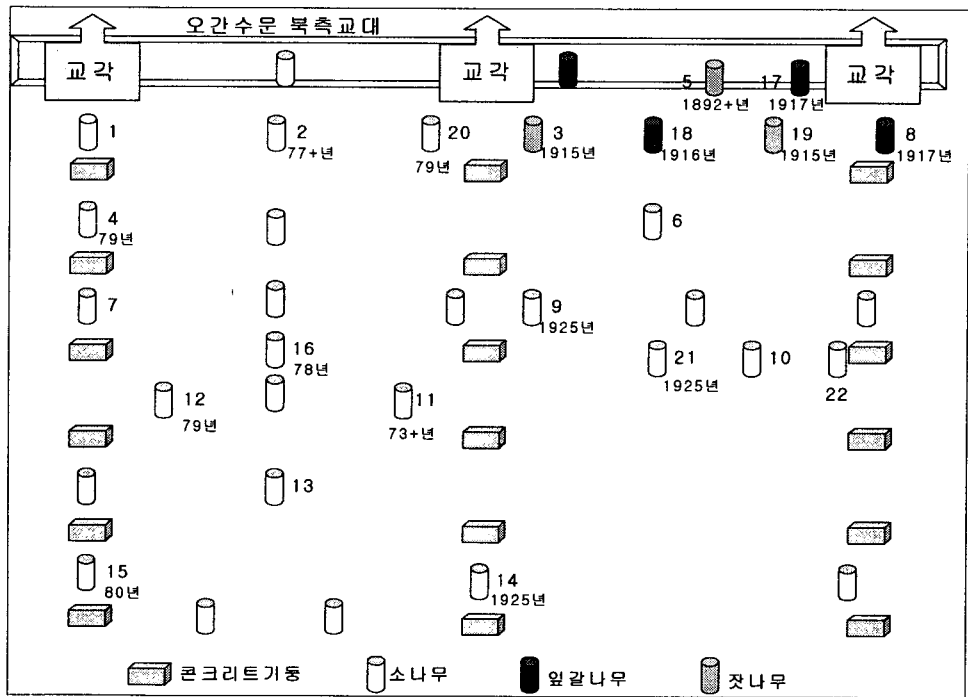 오간수문 북측교대
교각 교각 교각
5 17
1892+년 1917년
1 2 20 3 18 19 8
77+년 79년 1915년 1916년 1915년 1917년
4 6
79년
7 9
1925년
16 21 10
78년 1925년
12 11 22
79년 73+년
13
15 14
80년 1925년
콘크리트기둥 소나무 잎갈나무 잣나무